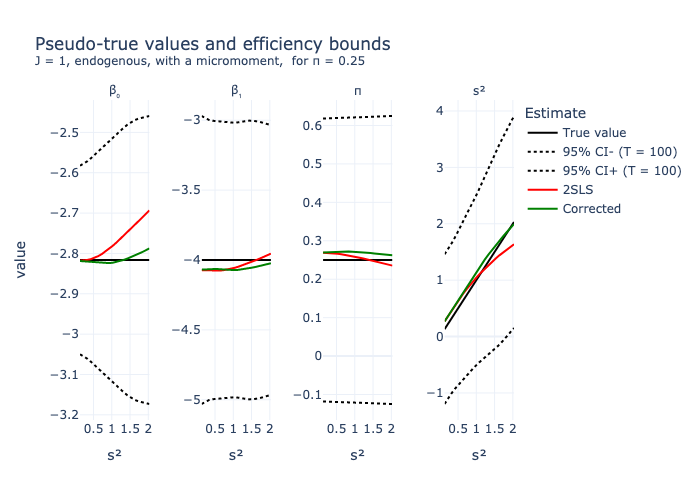 Pseudo-true values and efficiency bounds
J = 1, endogenous, with a micromoment,  for π = 0.25
β₀
β₁
π
s²
Estimate
True value
95% CI- (T = 100)
95% CI+ (T = 100)
2SLS
Corrected
value
−2.5
−2.6
−2.7
−2.8
−2.9
−3
−3.1
−3.2
−3
−3.5
−4
−4.5
−5
0.6
0.5
0.4
0.3
0.2
0.1
0
−0.1
4
3
2
1
0
−1
0.5 1 1.5 2
0.5 1 1.5 2
0.5 1 1.5 2
0.5 1 1.5 2
s²
s²
s²
s²